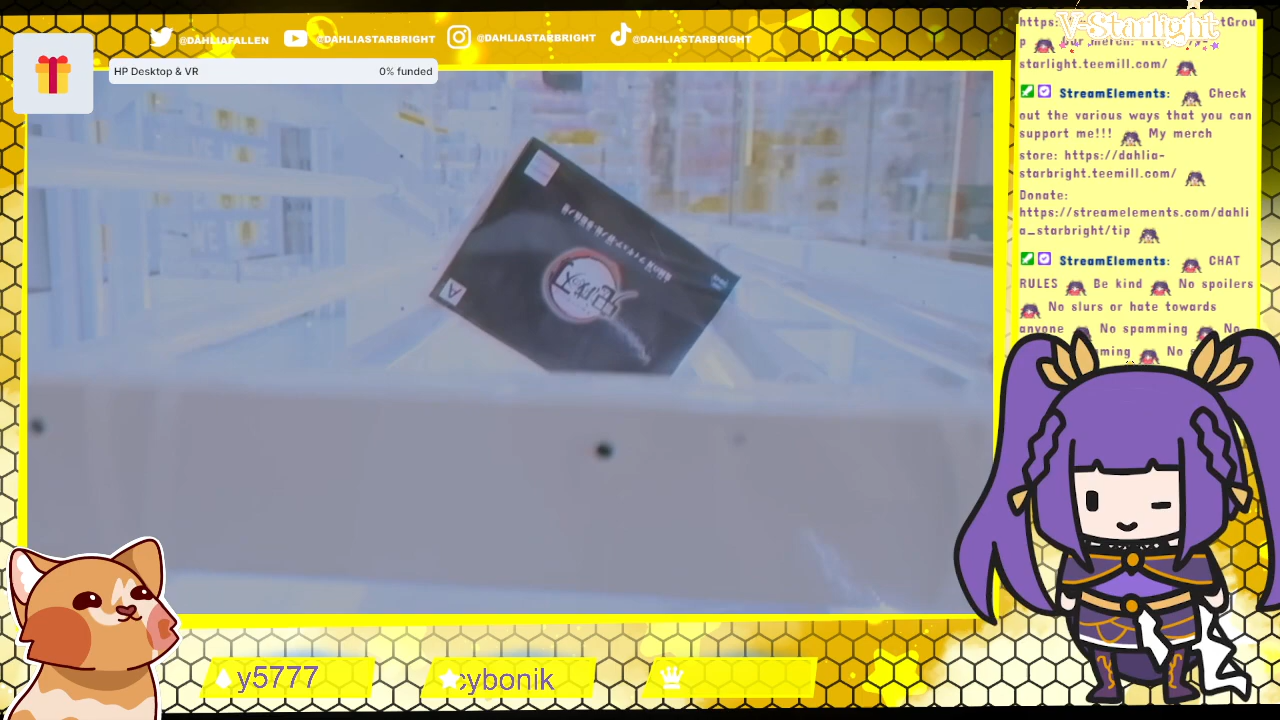 @DAHLIAFALLEN
@DAHLIASTARBRIGHT
@DAHLIASTARBRIGHT
@DAHLIASTARBRIGHT
HP Desktop & VR
0% funded
V-Starlight
starlight.teemill.com/
StreamElements: Check
out the various ways that you can
support me!!! My merch
store: https://dahlia-
starbright.teemill.com/
Donate:
https://streamelements.com/dahli
a_starbright/tip
StreamElements: CHAT
RULES Be kind No spoilers
No slurs or hate towards
anyone No spamming No
A
y5777
cybonik